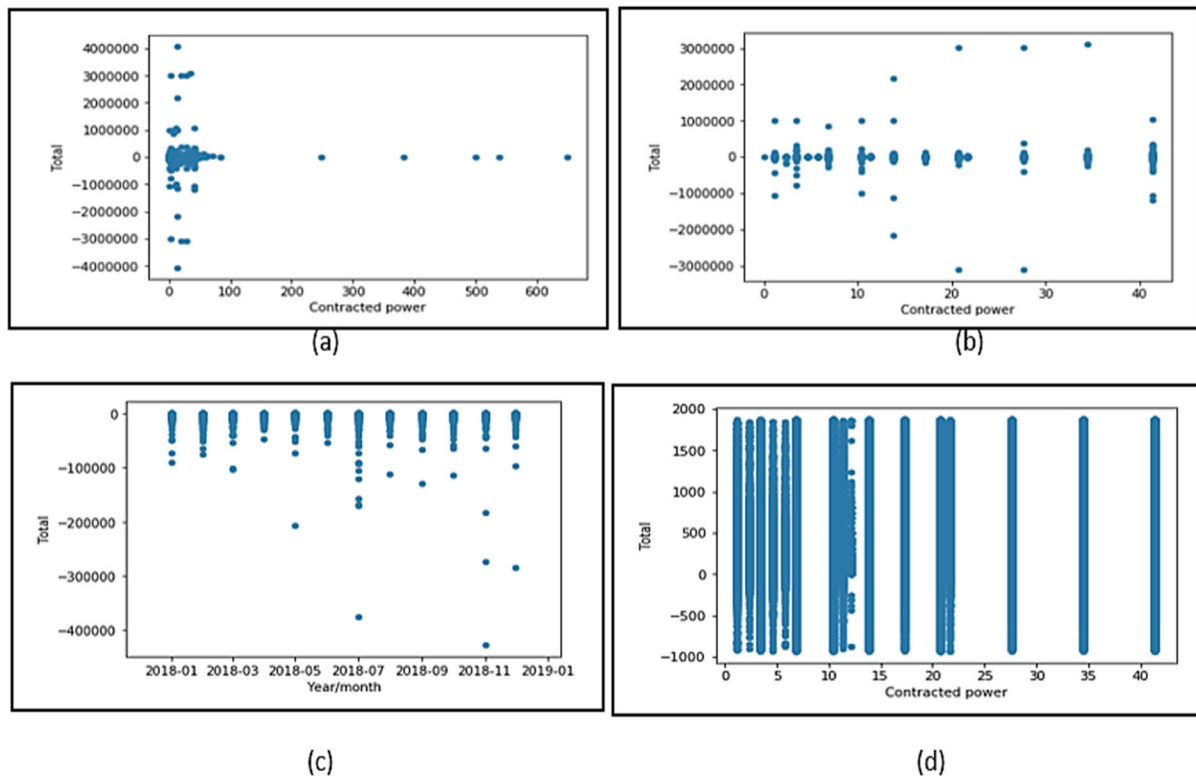 4000000
3000000
2000000
1000000
0
−1000000
−2000000
−3000000
−4000000
Total
0 100 200 300 400 500 600
Contracted power
(a)
3000000
2000000
1000000
0
−1000000
−2000000
−3000000
Total
0 10 20 30 40
Contracted power
(b)
0
−100000
−200000
−300000
−400000
Total
2018-01 2018-03 2018-05 2018-07 2018-09 2018-11 2019-01
Year/month
(c)
2000
1500
1000
500
0
−500
−1000
Total
0 5 10 15 20 25 30 35 40
Contracted power
(d)